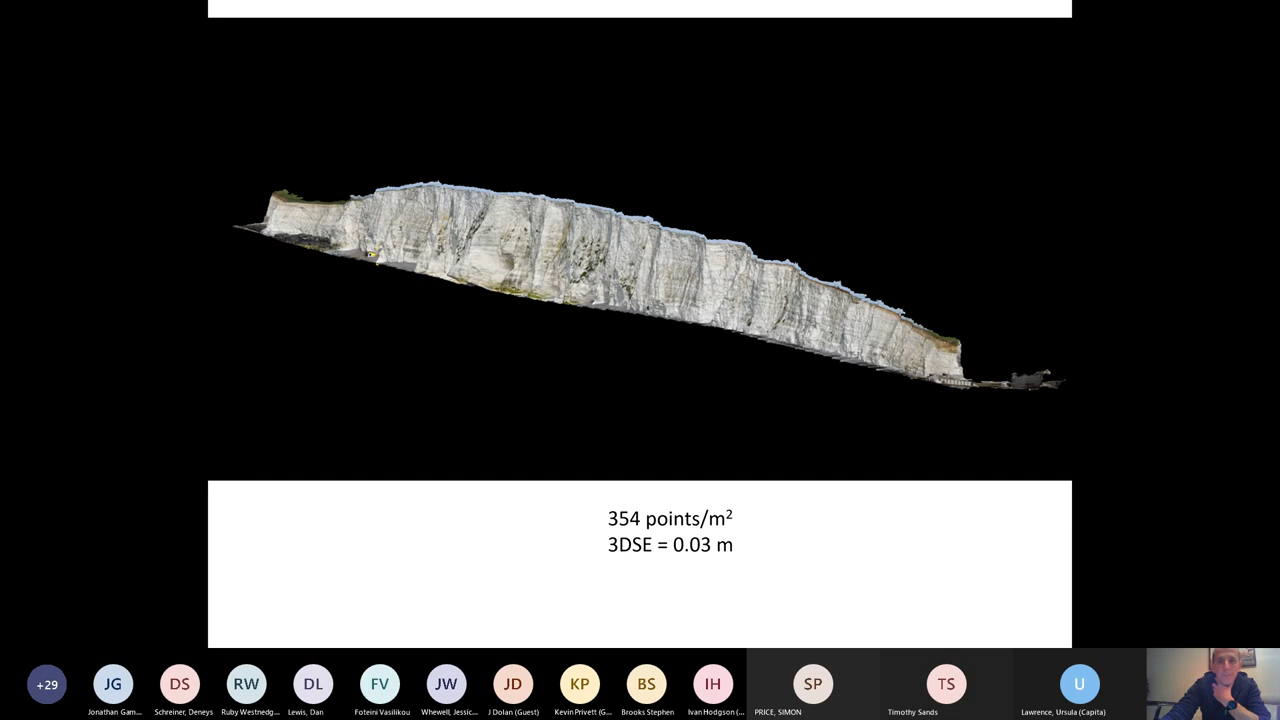 354 points/m²
3DSE = 0.03 m
+29
JG
DS
RW
DL
FV
JW
JD
KP
BS
IH
SP
TS
U
Jonathan Gam...
Schreiner, Deneys
Ruby Westnedg...
Lewis, Dan
Foteini Vasilikou
Whewell, Jessic...
J Dolan (Guest)
Kevin Privett (G...
Brooks Stephen
Ivan Hodgson (...
PRICE, SIMON
Timothy Sands
Lawrence, Ursula (Capita)